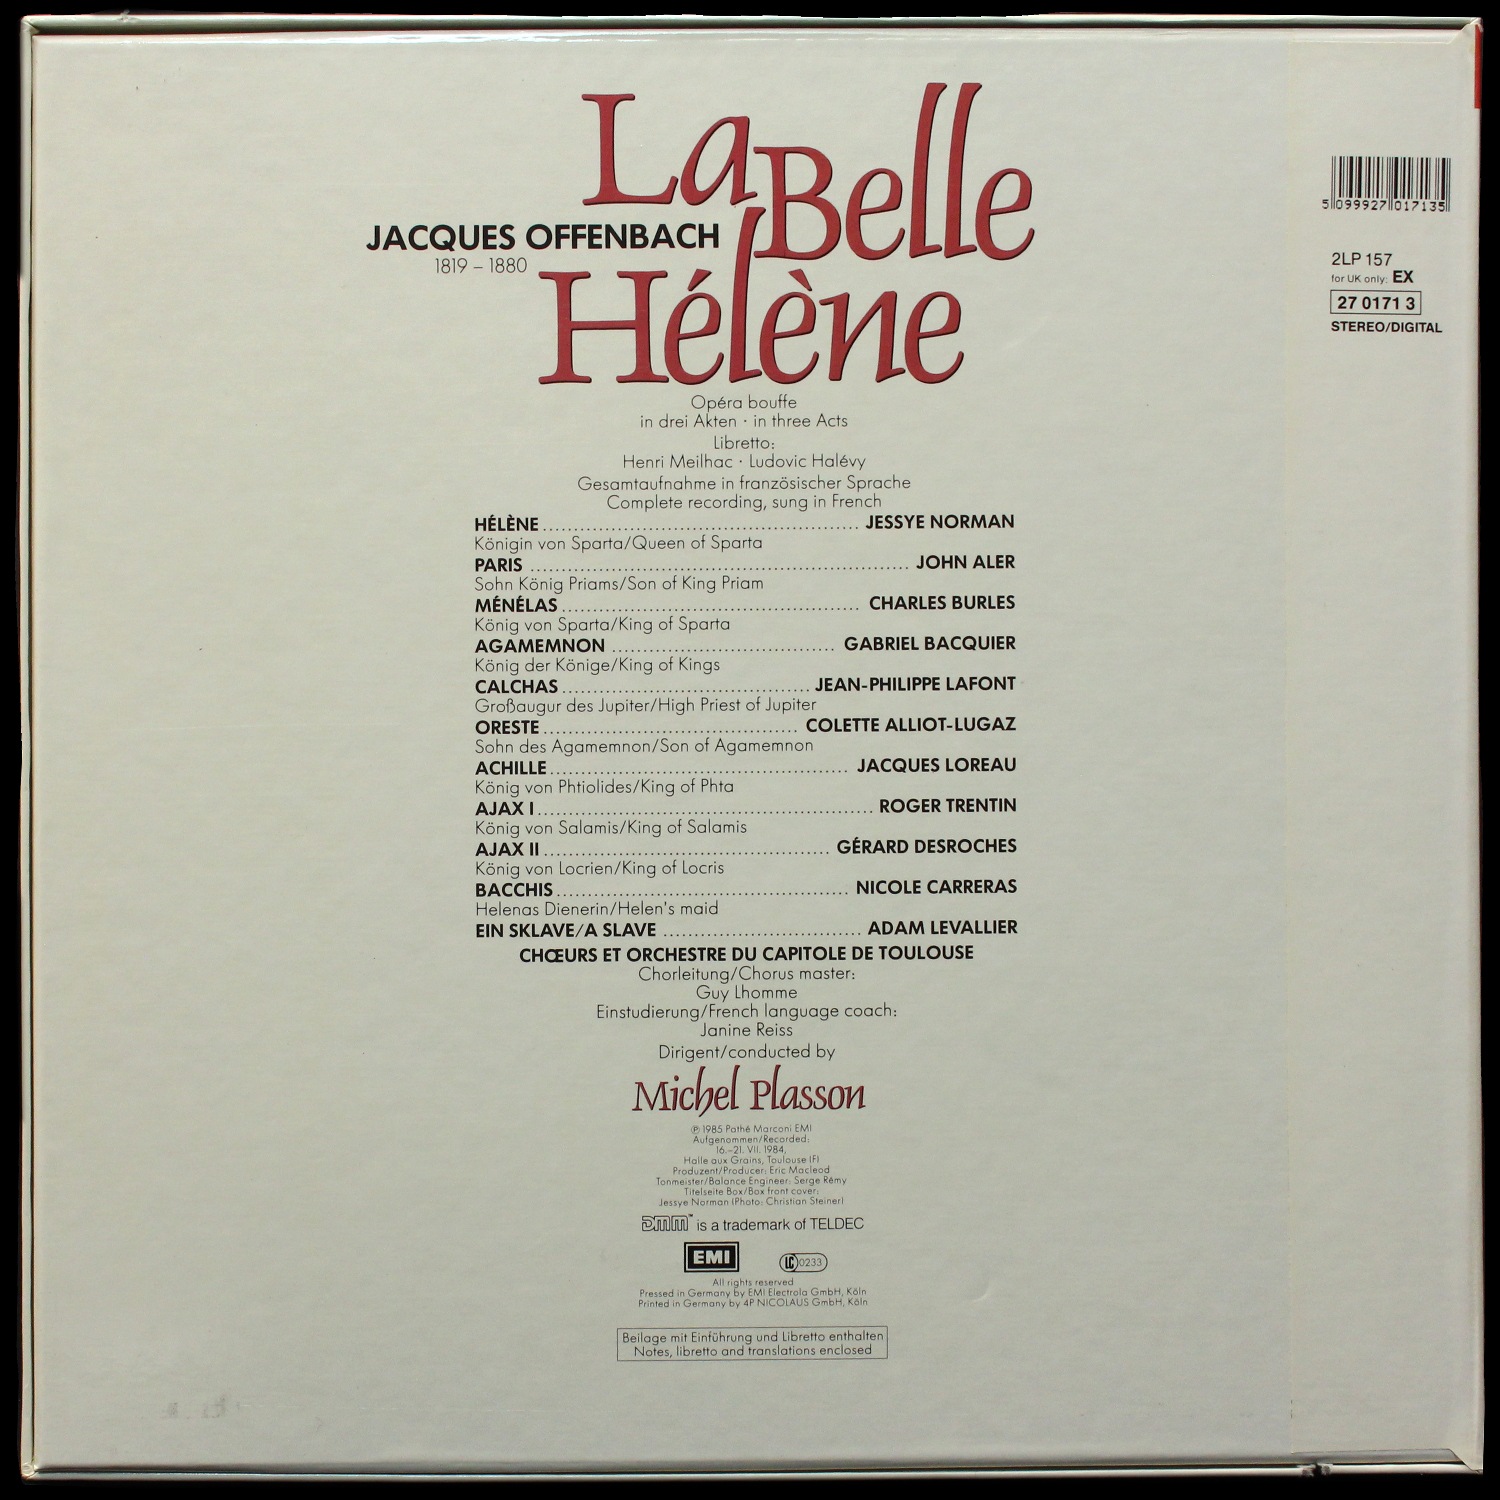 La Belle
JACQUES OFFENBACH
1819 – 1880
Hélène
Opéra bouffe
in drei Akten · in three Acts
Libretto:
Henri Meilhac · Ludovic Halévy
Gesamtaufnahme in französischer Sprache
Complete recording, sung in French
HÉLÈNE ........ JESSYE NORMAN
Königin von Sparta/Queen of Sparta
PARIS ........ JOHN ALER
Sohn König Priams/Son of King Priam
MÉNÉLAS ........ CHARLES BURLES
König von Sparta/King of Sparta
AGAMEMNON ........ GABRIEL BACQUIER
König der Könige/King of Kings
CALCHAS ........ JEAN-PHILIPPE LAFONT
Großaugur des Jupiter/High Priest of Jupiter
ORESTE ........ COLETTE ALLIOT-LUGAZ
Sohn des Agamemnon/Son of Agamemnon
ACHILLE ........ JACQUES LOREAU
König von Phtiolides/King of Phta
AJAX I ........ ROGER TRENTIN
König von Salamis/King of Salamis
AJAX II ........ GÉRARD DESROCHES
König von Locrien/King of Locris
BACCHIS ........ NICOLE CARRERAS
Helenas Dienerin/Helen's maid
EIN SKLAVE/A SLAVE ........ ADAM LEVALLIER
CHŒURS ET ORCHESTRE DU CAPITOLE DE TOULOUSE
Chorleitung/Chorus master:
Guy Lhomme
Einstudierung/French language coach:
Janine Reiss
Dirigent/conducted by
Michel Plasson
℗ 1985 Pathé Marconi EMI
Aufgenommen/Recorded:
16.–21. VII. 1984,
Halle aux Grains, Toulouse (F)
Produzent/Producer: Eric Macleod
Tonmeister/Balance Engineer: Serge Rémy
Titelseite Box/Box front cover:
Jessye Norman (Photo: Christian Steiner)
DMM™ is a trademark of TELDEC
EMI LC 0233
All rights reserved
Pressed in Germany by EMI Electrola GmbH, Köln
Printed in Germany by 4P NICOLAUS GmbH, Köln
Beilage mit Einführung und Libretto enthalten
Notes, libretto and translations enclosed
5 099927 017135
2LP 157
for UK only: EX
27 0171 3
STEREO/DIGITAL